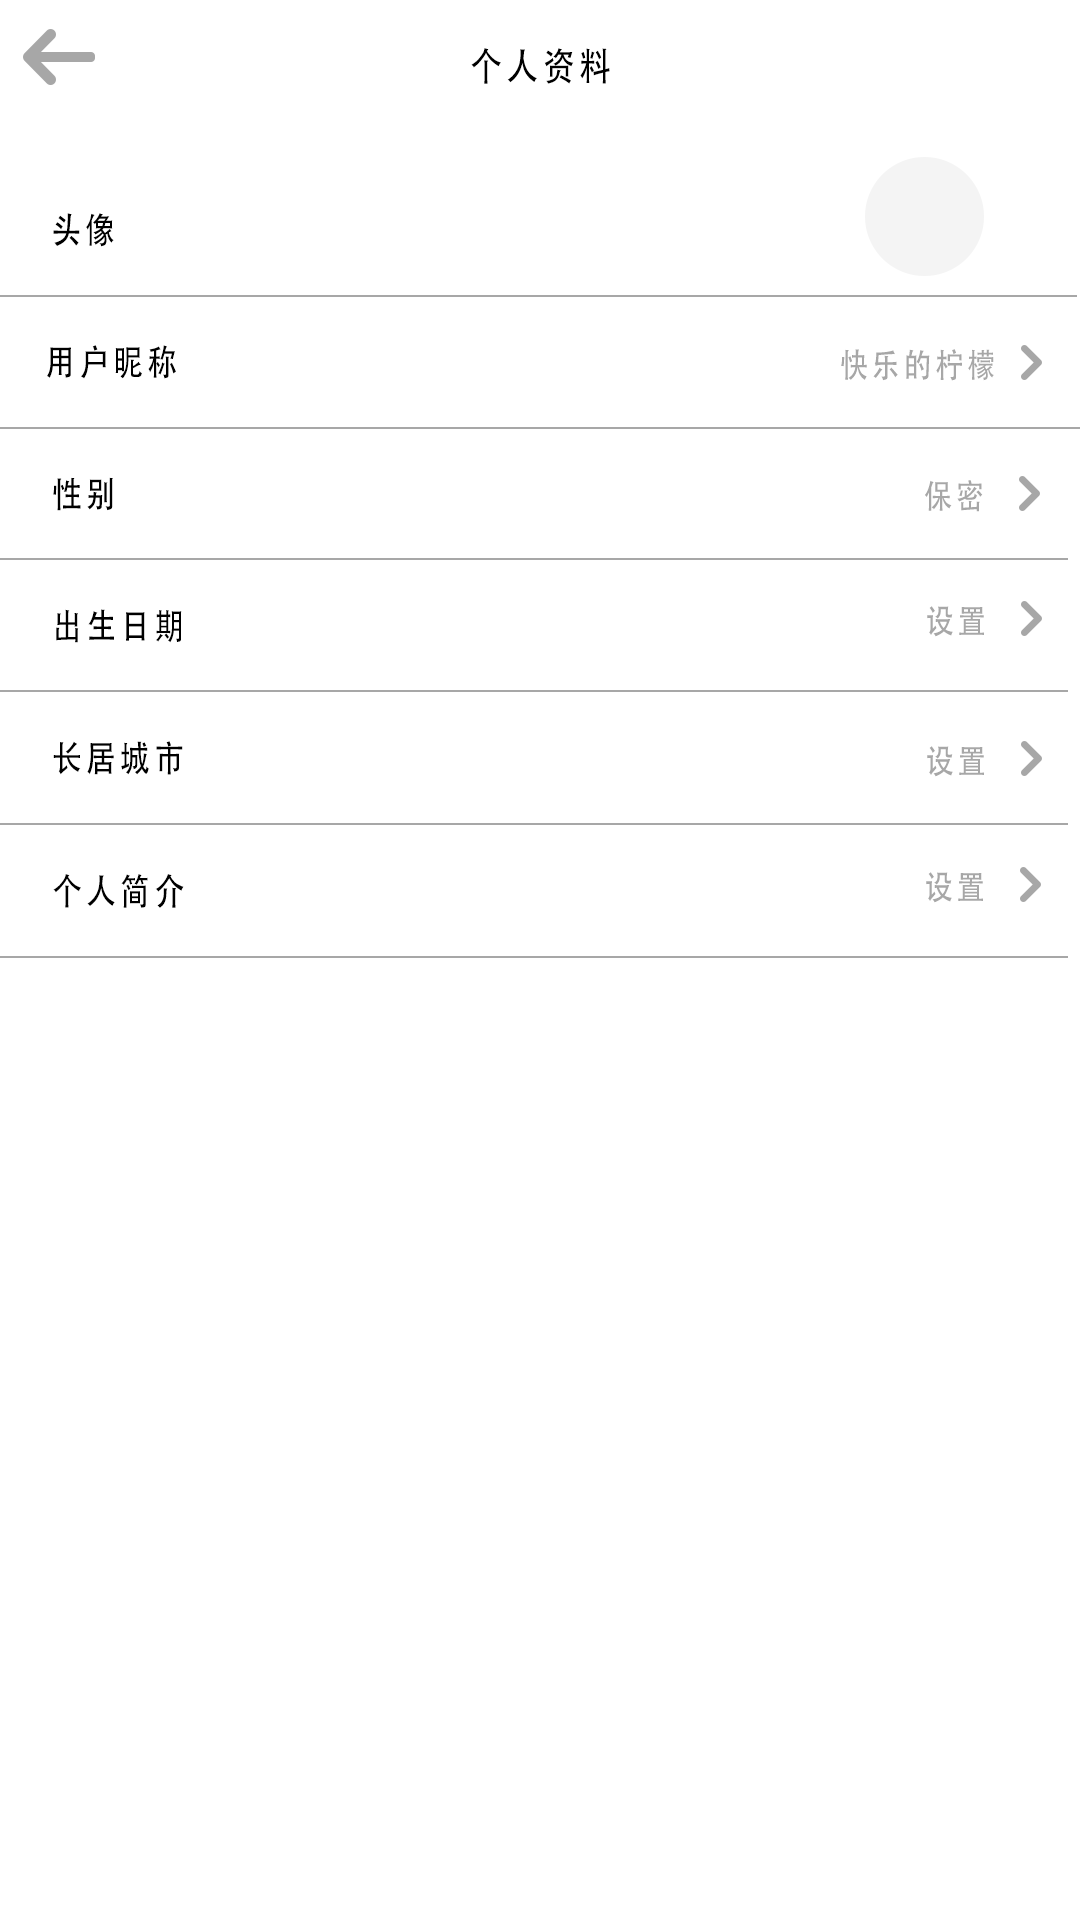 个人资料
头像
用户昵称 快乐的柠檬
性别 保密
出生日期 设置
长居城市 设置
个人简介 设置